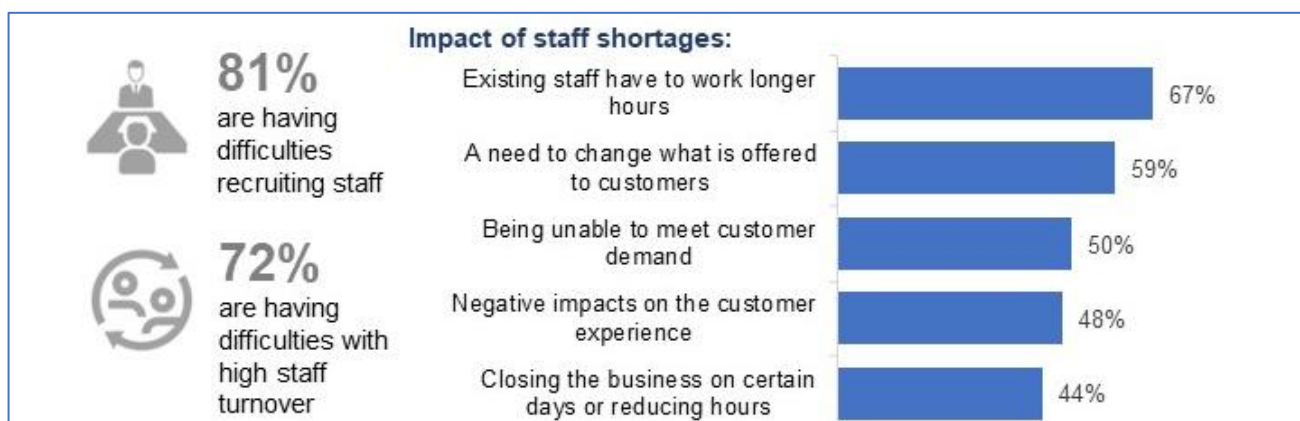 81%
are having
difficulties
recruiting staff
72%
are having
difficulties with
high staff
turnover
Impact of staff shortages:
Existing staff have to work longer
hours
67%
A need to change what is offered
to customers
59%
Being unable to meet customer
demand
50%
Negative impacts on the customer
experience
48%
Closing the business on certain
days or reducing hours
44%